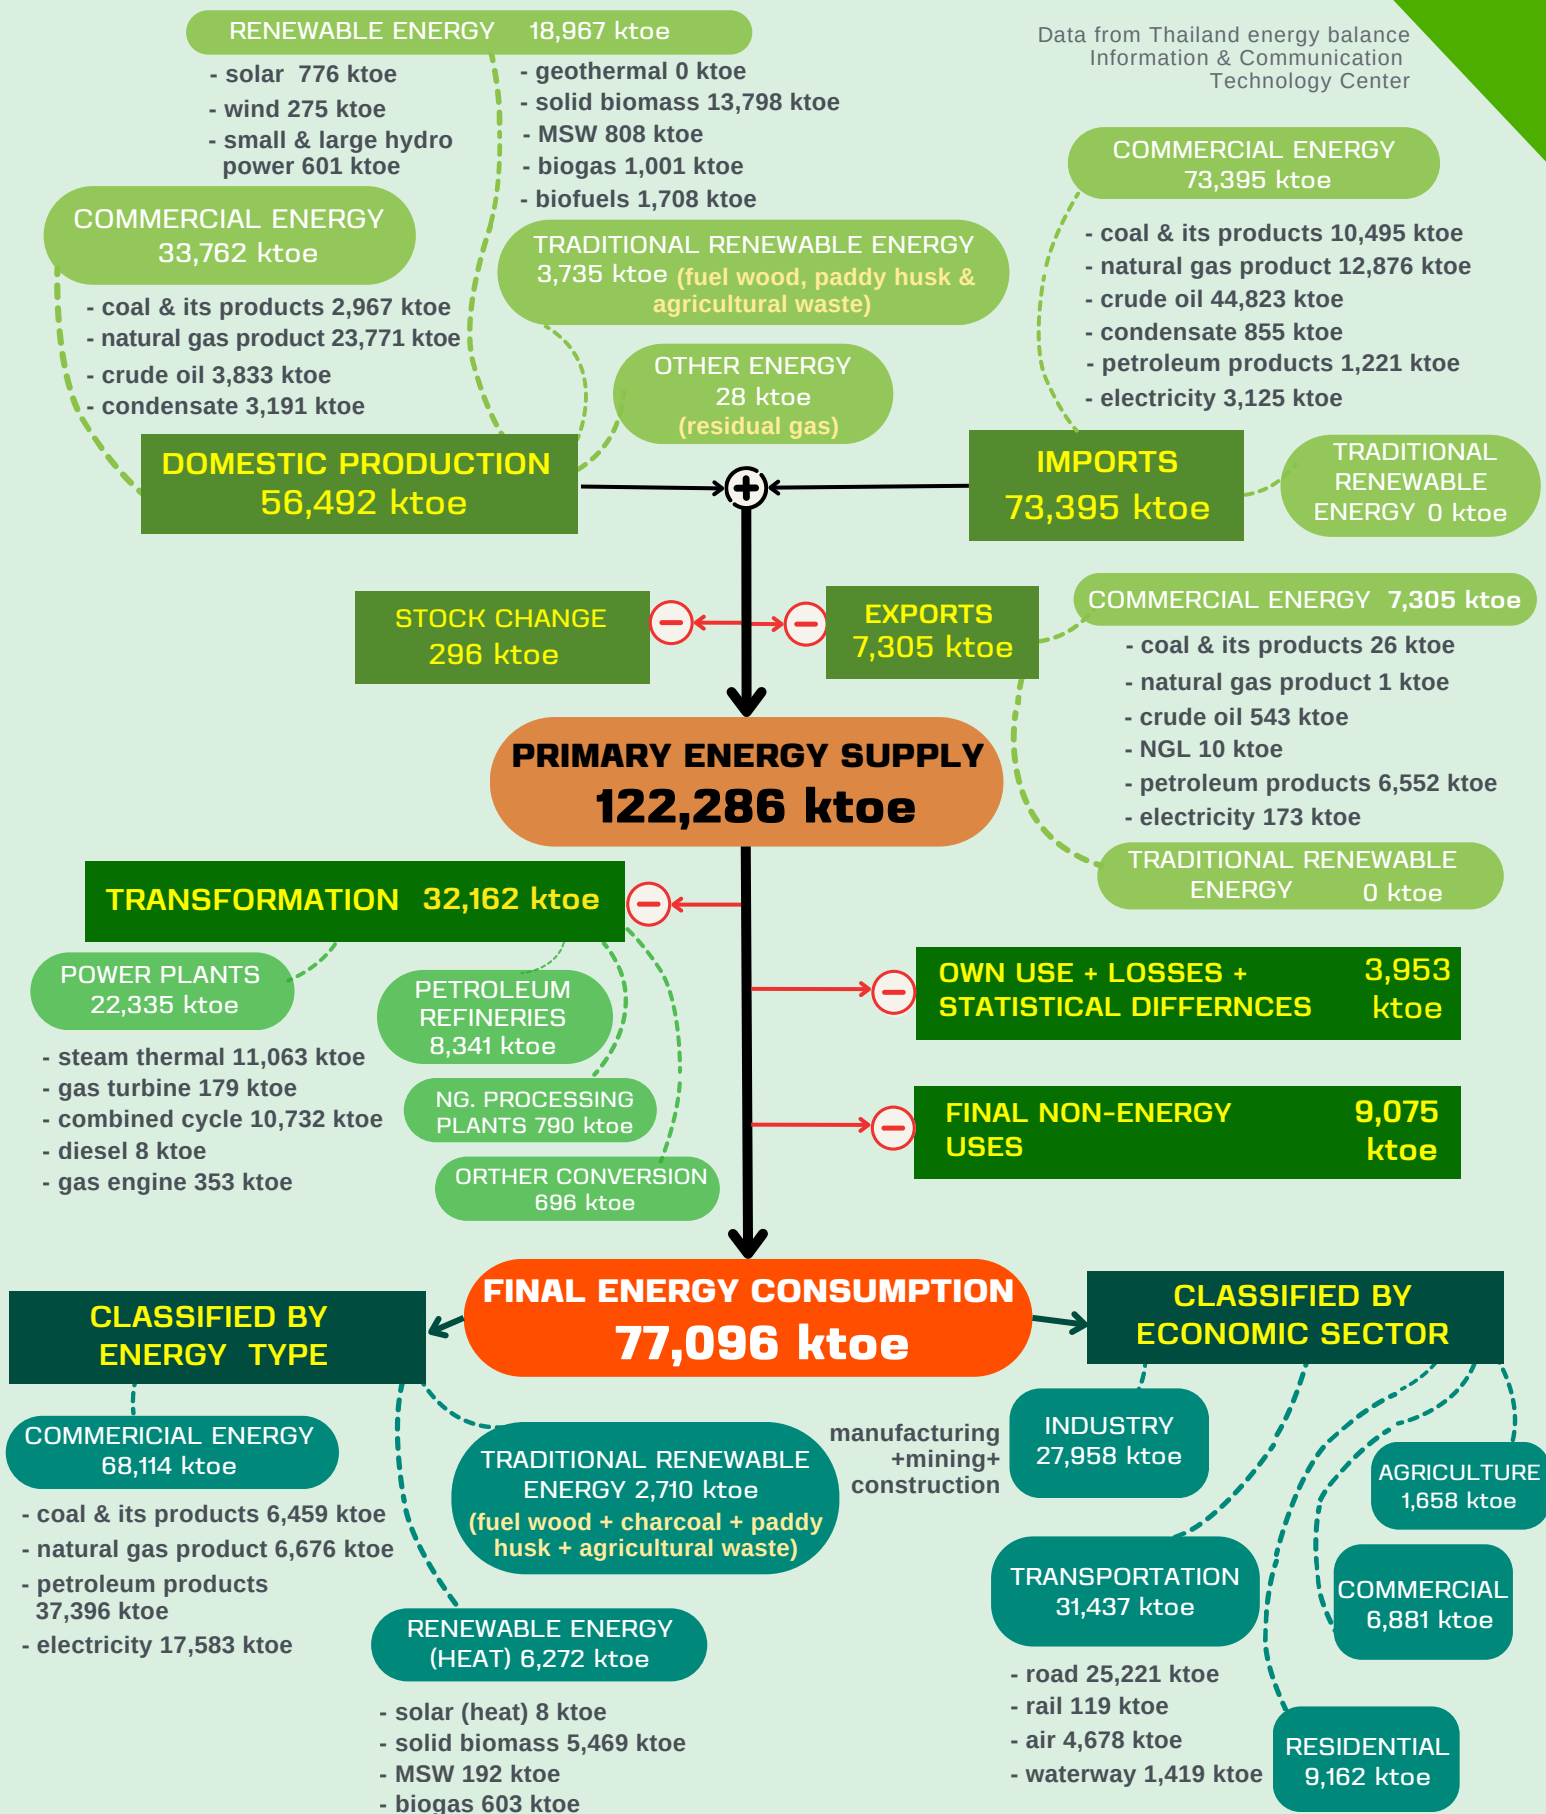 RENEWABLE ENERGY 18,967 ktoe
- solar 776 ktoe
- wind 275 ktoe
- small & large hydro
power 601 ktoe
- geothermal 0 ktoe
- solid biomass 13,798 ktoe
- MSW 808 ktoe
- biogas 1,001 ktoe
- biofuels 1,708 ktoe
Data from Thailand energy balance
Information & Communication
Technology Center
COMMERCIAL ENERGY
33,762 ktoe
- coal & its products 2,967 ktoe
- natural gas product 23,771 ktoe
- crude oil 3,833 ktoe
- condensate 3,191 ktoe
TRADITIONAL RENEWABLE ENERGY
3,735 ktoe (fuel wood, paddy husk &
agricultural waste)
OTHER ENERGY
28 ktoe
(residual gas)
COMMERCIAL ENERGY
73,395 ktoe
- coal & its products 10,495 ktoe
- natural gas product 12,876 ktoe
- crude oil 44,823 ktoe
- condensate 855 ktoe
- petroleum products 1,221 ktoe
- electricity 3,125 ktoe
DOMESTIC PRODUCTION
56,492 ktoe
IMPORTS
73,395 ktoe
TRADITIONAL
RENEWABLE
ENERGY 0 ktoe
STOCK CHANGE
296 ktoe
EXPORTS
7,305 ktoe
COMMERCIAL ENERGY 7,305 ktoe
- coal & its products 26 ktoe
- natural gas product 1 ktoe
- crude oil 543 ktoe
- NGL 10 ktoe
- petroleum products 6,552 ktoe
- electricity 173 ktoe
TRADITIONAL RENEWABLE
ENERGY 0 ktoe
PRIMARY ENERGY SUPPLY
122,286 ktoe
TRANSFORMATION 32,162 ktoe
POWER PLANTS
22,335 ktoe
- steam thermal 11,063 ktoe
- gas turbine 179 ktoe
- combined cycle 10,732 ktoe
- diesel 8 ktoe
- gas engine 353 ktoe
PETROLEUM
REFINERIES
8,341 ktoe
NG. PROCESSING
PLANTS 790 ktoe
ORTHER CONVERSION
696 ktoe
OWN USE + LOSSES +
STATISTICAL DIFFERNCES
3,953
ktoe
FINAL NON-ENERGY
USES
9,075
ktoe
FINAL ENERGY CONSUMPTION
77,096 ktoe
CLASSIFIED BY
ENERGY TYPE
COMMERICIAL ENERGY
68,114 ktoe
- coal & its products 6,459 ktoe
- natural gas product 6,676 ktoe
- petroleum products
37,396 ktoe
- electricity 17,583 ktoe
TRADITIONAL RENEWABLE
ENERGY 2,710 ktoe
(fuel wood + charcoal + paddy
husk + agricultural waste)
RENEWABLE ENERGY
(HEAT) 6,272 ktoe
- solar (heat) 8 ktoe
- solid biomass 5,469 ktoe
- MSW 192 ktoe
- biogas 603 ktoe
CLASSIFIED BY
ECONOMIC SECTOR
manufacturing
+mining+
construction
INDUSTRY
27,958 ktoe
AGRICULTURE
1,658 ktoe
TRANSPORTATION
31,437 ktoe
- road 25,221 ktoe
- rail 119 ktoe
- air 4,678 ktoe
- waterway 1,419 ktoe
COMMERCIAL
6,881 ktoe
RESIDENTIAL
9,162 ktoe